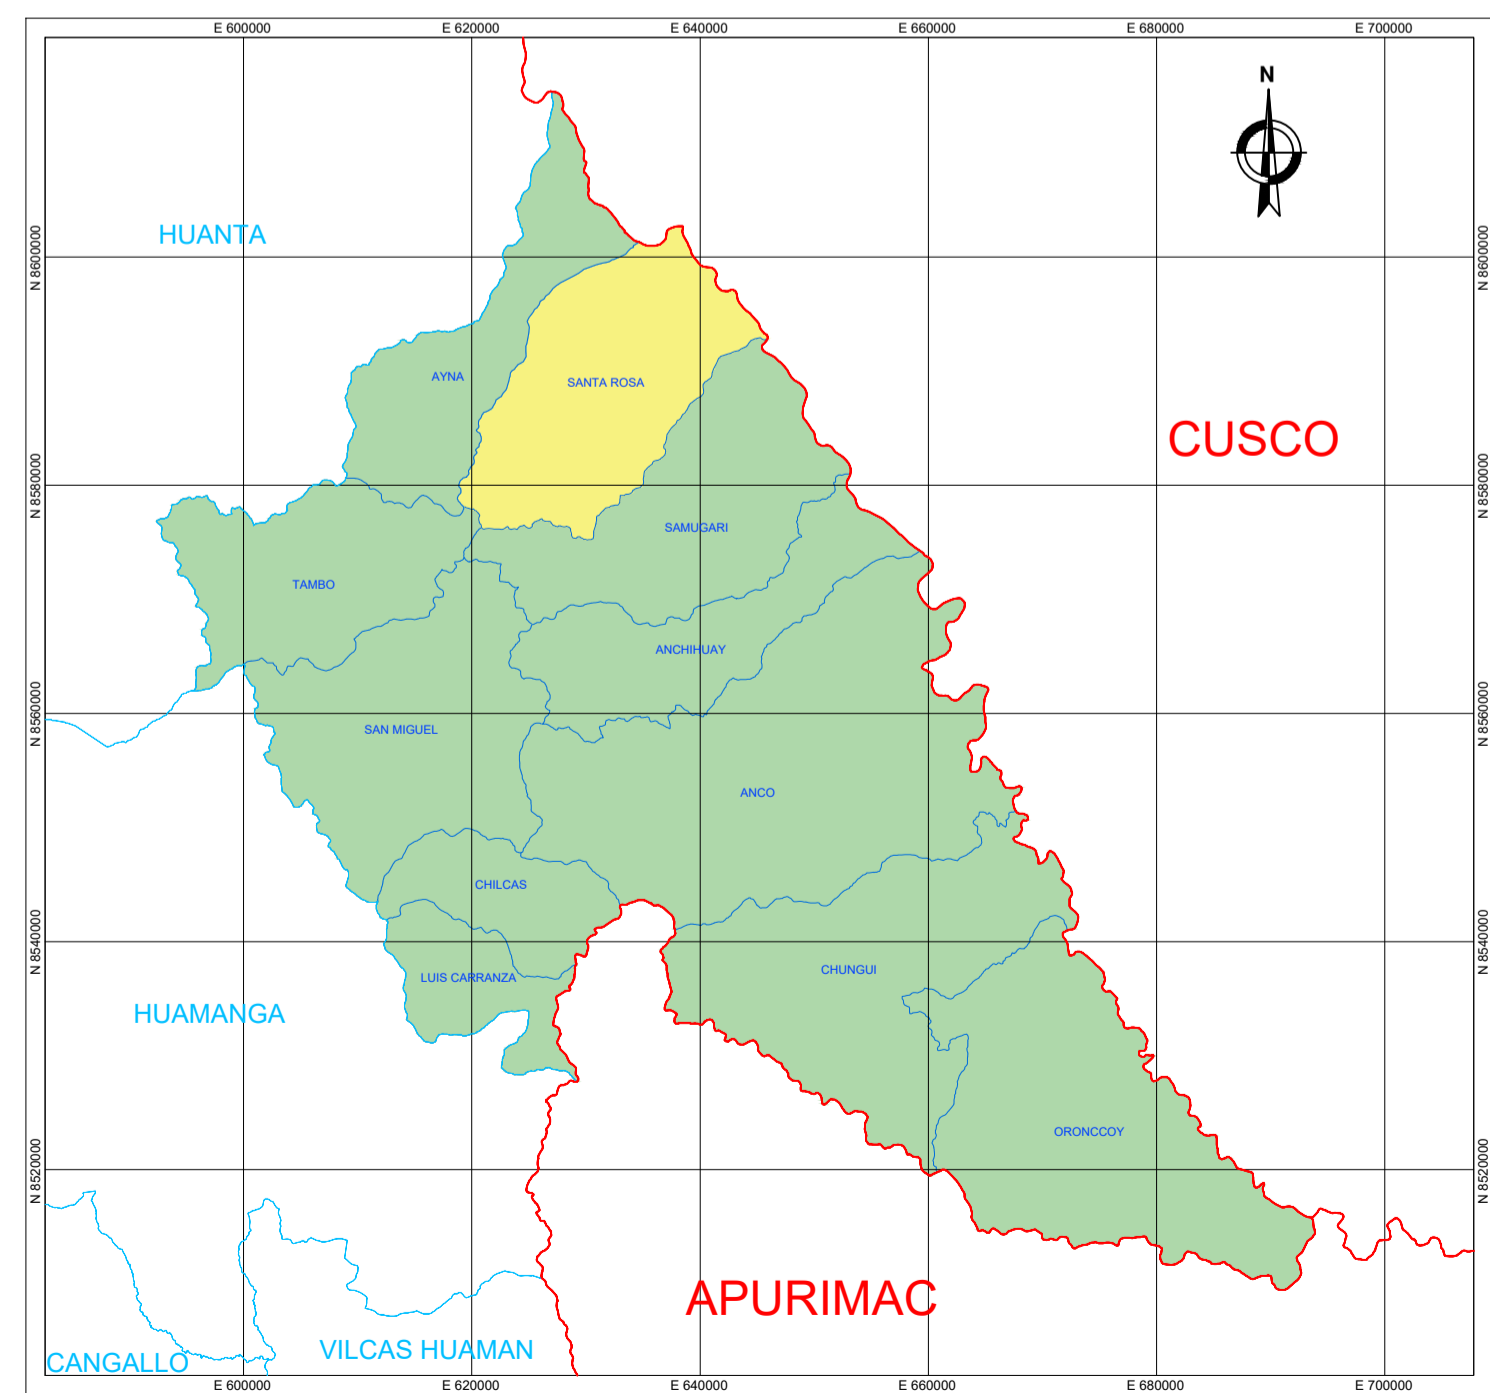 E 600000
E 620000
E 640000
E 660000
E 680000
E 700000
N
HUANTA
N 8600000
N 8600000
AYNA
SANTA ROSA
CUSCO
N 8580000
N 8580000
SAMUGARI
TAMBO
ANCHIHUAY
N 8560000
N 8560000
SAN MIGUEL
ANCO
CHILCAS
N 8540000
N 8540000
CHUNGUI
LUIS CARRANZA
HUAMANGA
ORONCCOY
N 8520000
N 8520000
APURIMAC
VILCAS HUAMAN
CANGALLO
E 600000
E 620000
E 640000
E 660000
E 680000
E 700000